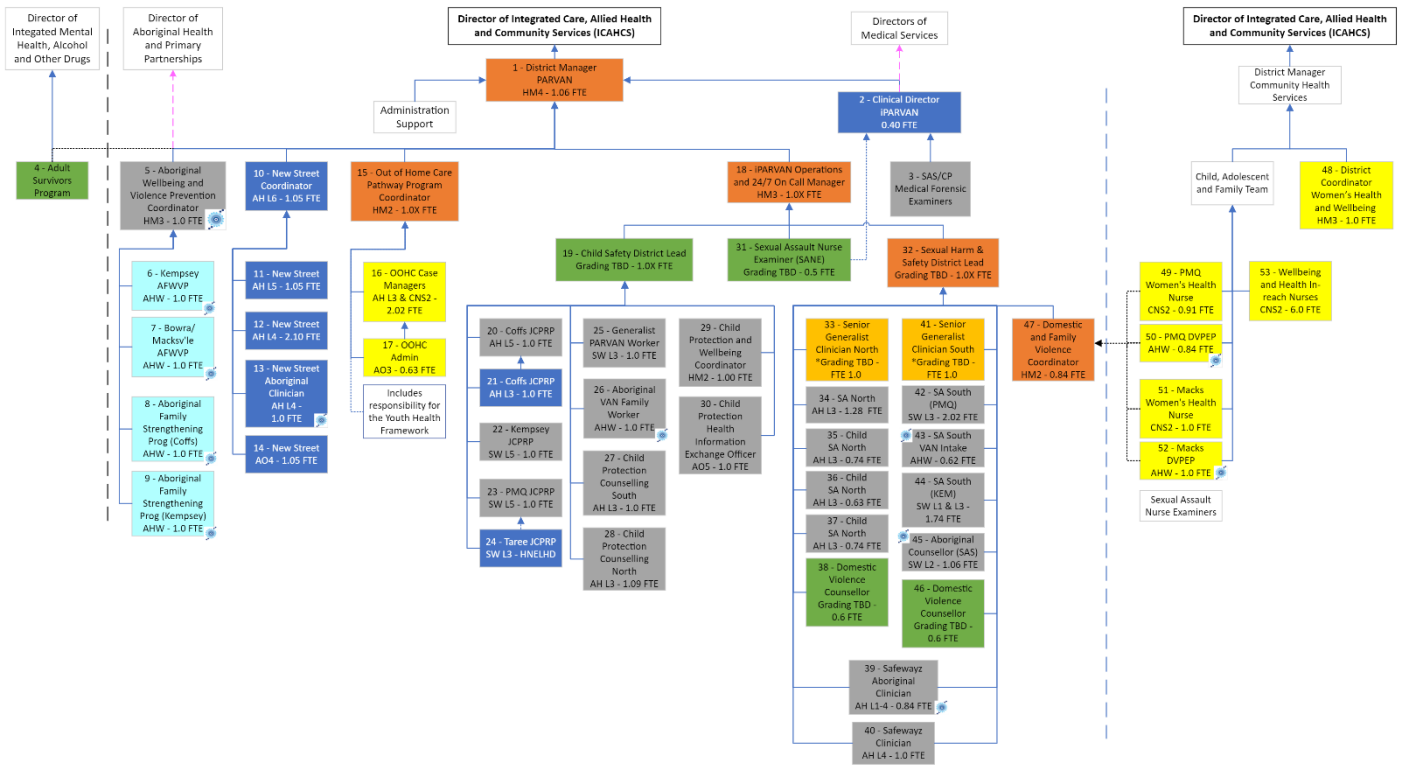 Director of
Integated Mental
Health, Alcohol
and Other Drugs
Director of
Aboriginal Health
and Primary
Partnerships
Director of Integrated Care, Allied Health
and Community Services (ICAHCS)
Directors of
Medical Services
Director of Integrated Care, Allied Health
and Community Services (ICAHCS)
1 - District Manager
PARVAN
HM4 - 1.06 FTE
District Manager
Community Health
Services
Administration
Support
2 - Clinical Director
iPARVAN
0.40 FTE
4 - Adult
Survivors
Program
5 - Aboriginal
Wellbeing and
Violence Prevention
Coordinator
HM3 - 1.0 FTE
10 - New Street
Coordinator
AH L6 - 1.05 FTE
15 - Out of Home Care
Pathway Program
Coordinator
HM2 - 1.0X FTE
18 - iPARVAN Operations
and 24/7 On Call Manager
HM3 - 1.0X FTE
3 - SAS/CP
Medical Forensic
Examiners
Child, Adolescent
and Family Team
48 - District
Coordinator
Women's Health
and Wellbeing
HM3 - 1.0 FTE
6 - Kempsey
AFWVP
AHW - 1.0 FTE
7 - Bowra/
Macksv'le
AFWVP
AHW - 1.0 FTE
8 - Aboriginal
Family
Strengthening
Prog (Coffs)
AHW - 1.0 FTE
9 - Aboriginal
Family
Strengthening
Prog (Kempsey)
AHW - 1.0 FTE
11 - New Street
AH L5 - 1.05 FTE
12 - New Street
AH L4 - 2.10 FTE
13 - New Street
Aboriginal
Clinician
AH L4 -
1.0 FTE
14 - New Street
AO4 - 1.05 FTE
16 - OOHC Case
Managers
AH L3 & CNS2 -
2.02 FTE
17 - OOHC
Admin
AO3 - 0.63 FTE
Includes
responsibility for
the Youth Health
Framework
19 - Child Safety District Lead
Grading TBD - 1.0X FTE
31 - Sexual Assault Nurse
Examiner (SANE)
Grading TBD - 0.5 FTE
32 - Sexual Harm &
Safety District Lead
Grading TBD - 1.0X FTE
20 - Coffs JCPRP
AH L5 - 1.0 FTE
21 - Coffs JCPRP
AH L3 - 1.0 FTE
22 - Kempsey
JCPRP
SW L5 - 1.0 FTE
23 - PMQ JCPRP
SW L5 - 1.0 FTE
24 - Taree JCPRP
SW L3 - HNELHD
25 - Generalist
PARVAN Worker
SW L3 - 1.0 FTE
26 - Aboriginal
VAN Family
Worker
AHW - 1.0 FTE
27 - Child
Protection
Counselling
South
AH L3 - 1.0 FTE
28 - Child
Protection
Counselling
North
AH L3 - 1.09 FTE
29 - Child
Protection and
Wellbeing
Coordinator
HM2 - 1.00 FTE
30 - Child
Protection
Health
Information
Exchange Officer
AO5 - 1.0 FTE
33 - Senior
Generalist
Clinician North
*Grading TBD -
FTE 1.0
34 - SA North
AH L3 - 1.28 FTE
35 - Child
SA North
AH L3 - 0.74 FTE
36 - Child
SA North
AH L3 - 0.63 FTE
37 - Child
SA North
AH L3 - 0.74 FTE
38 - Domestic
Violence
Counsellor
Grading TBD -
0.6 FTE
41 - Senior
Generalist
Clinician South
*Grading TBD -
FTE 1.0
42 - SA South
(PMQ)
SW L3 - 2.02 FTE
43 - SA South
VAN Intake
AHW - 0.62 FTE
44 - SA South
(KEM)
SW L1 & L3 -
1.74 FTE
45 - Aboriginal
Counsellor (SAS)
SW L2 - 1.06 FTE
46 - Domestic
Violence
Counsellor
Grading TBD -
0.6 FTE
39 - Safewayz
Aboriginal
Clinician
AH L1-4 - 0.84 FTE
40 - Safewayz
Clinician
AH L4 - 1.0 FTE
47 - Domestic
and Family
Violence
Coordinator
HM2 - 0.84 FTE
49 - PMQ
Women's Health
Nurse
CNS2 - 0.91 FTE
50 - PMQ DVPEP
AHW - 0.84 FTE
51 - Macks
Women's Health
Nurse
CNS2 - 1.0 FTE
52 - Macks
DVPEP
AHW - 1.0 FTE
53 - Wellbeing
and Health In-
reach Nurses
CNS2 - 6.0 FTE
Sexual Assault
Nurse Examiners